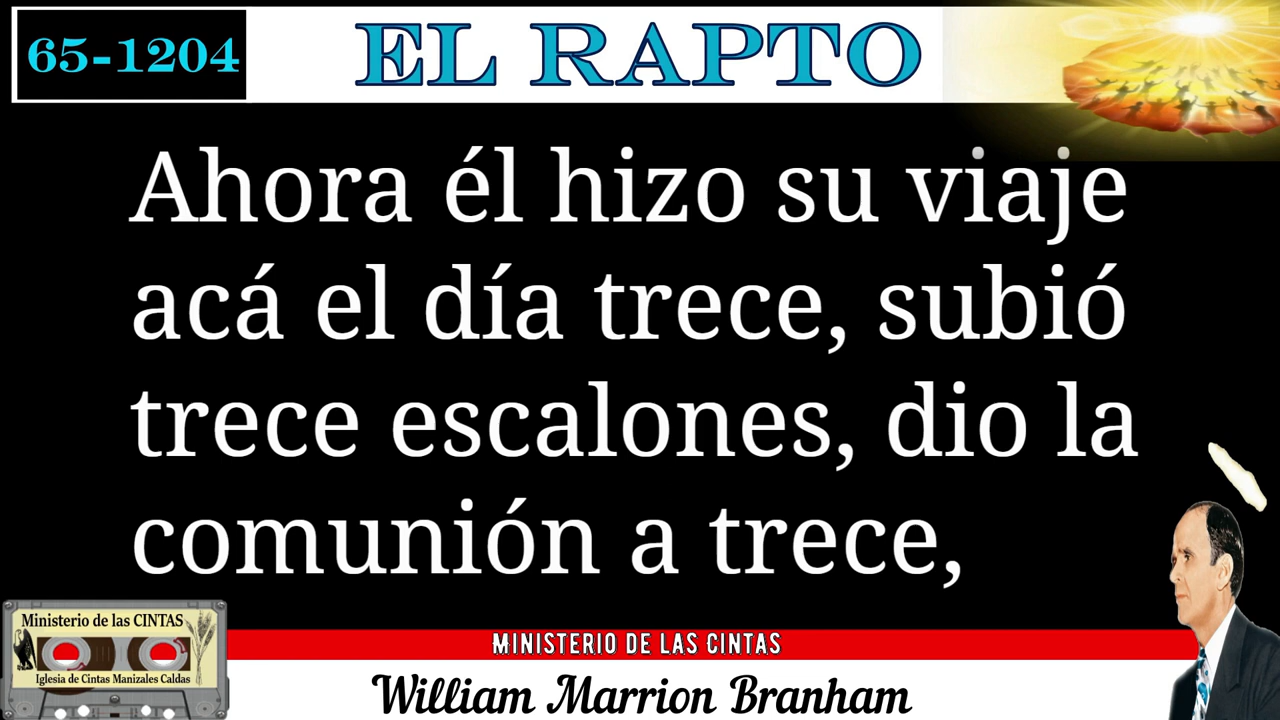 65-1204
EL RAPTO
Ahora él hizo su viaje
acá el día trece, subió
trece escalones, dio la
comunión a trece,
Ministerio de las CINTAS
Iglesia de Cintas Manizales Caldas
MINISTERIO DE LAS CINTAS
William Marrion Branham